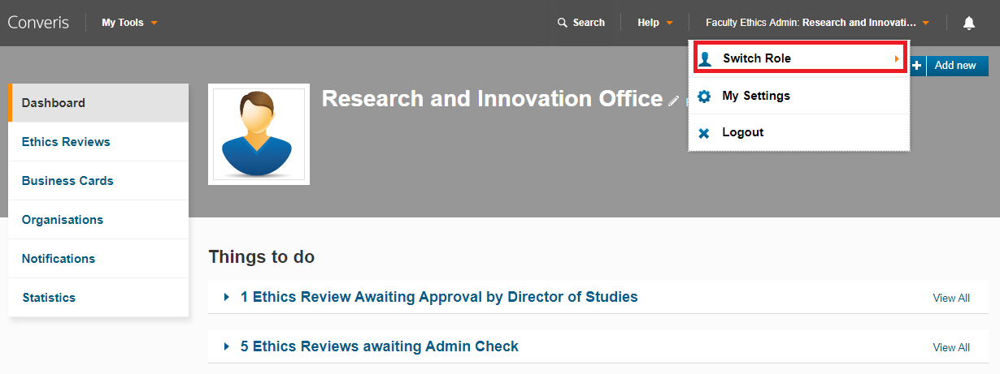 Converis
My Tools
Search
Help
Faculty Ethics Admin: Research and Innovati...
Switch Role
My Settings
Logout
+ Add new
Research and Innovation Office
Dashboard
Ethics Reviews
Business Cards
Organisations
Notifications
Statistics
Things to do
1 Ethics Review Awaiting Approval by Director of Studies
View All
5 Ethics Reviews awaiting Admin Check
View All